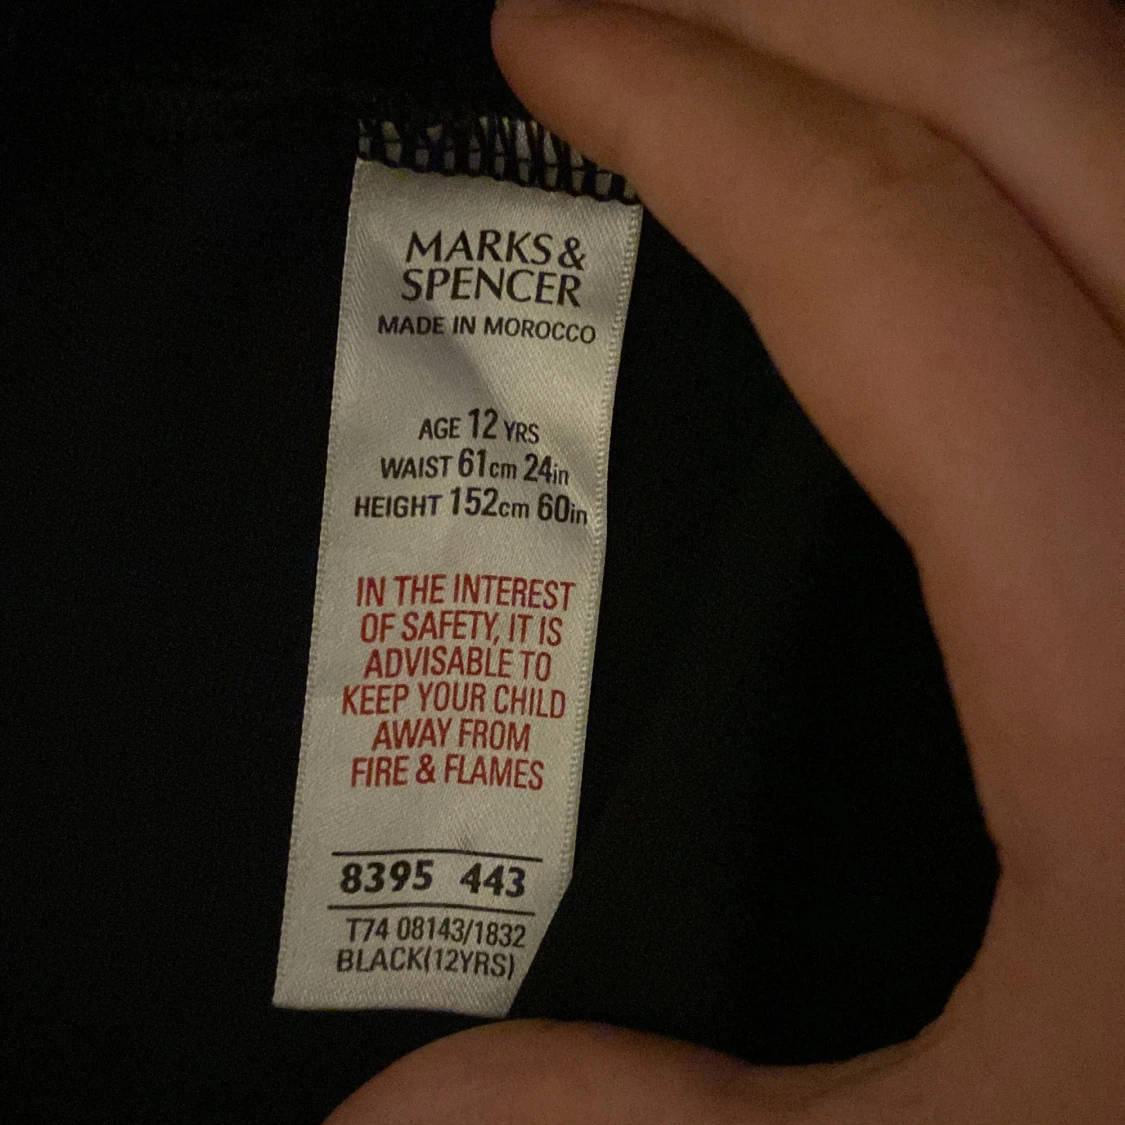 MARKS &
SPENCER
MADE IN MOROCCO
AGE 12 YRS
WAIST 61cm 24in
HEIGHT 152cm 60in
IN THE INTEREST
OF SAFETY, IT IS
ADVISABLE TO
KEEP YOUR CHILD
AWAY FROM
FIRE & FLAMES
8395 443
T74 08143/1832
BLACK(12YRS)